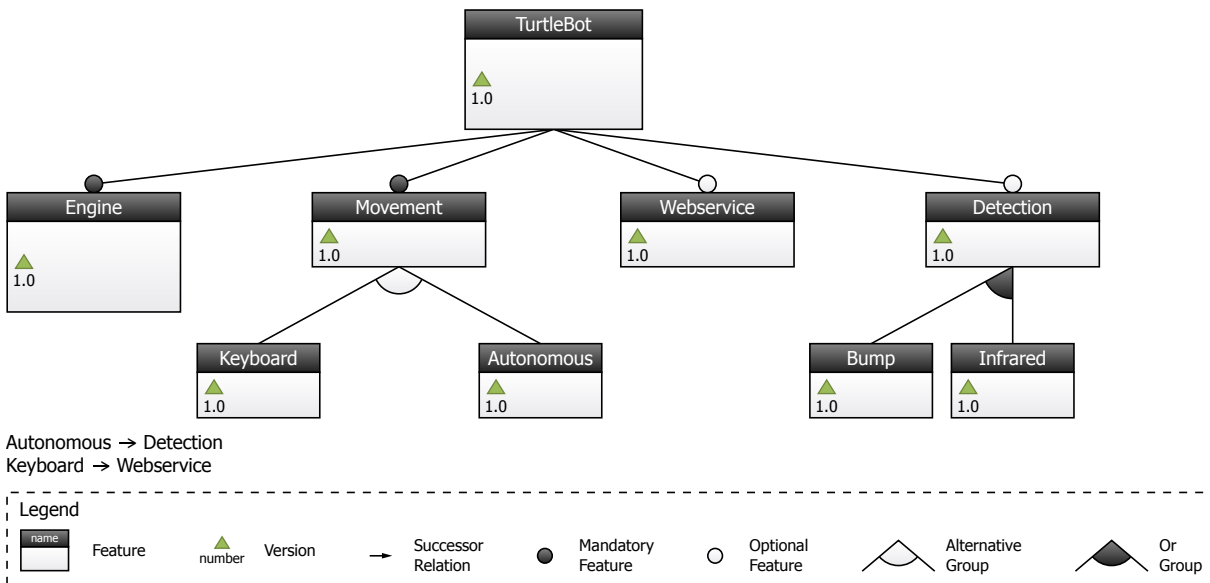 TurtleBot
1.0
Engine
Movement
Webservice
Detection
1.0
1.0
1.0
1.0
Keyboard
Autonomous
Bump
Infrared
1.0
1.0
1.0
1.0
Autonomous → Detection
Keyboard → Webservice
Legend
name
Feature
number
Version
Successor
Relation
Mandatory
Feature
Optional
Feature
Alternative
Group
Or
Group